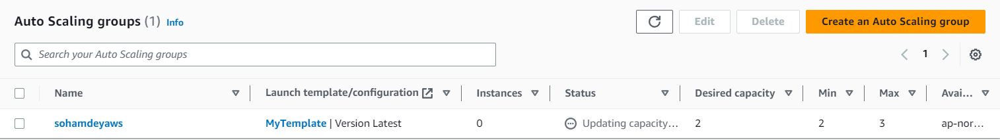 Auto Scaling groups (1) Info
Edit
Delete
Create an Auto Scaling group
Search your Auto Scaling groups
1
Name Launch template/configuration Instances Status Desired capacity Min Max Avai...
sohamdeyaws MyTemplate | Version Latest 0 Updating capacity... 2 2 3 ap-nor...